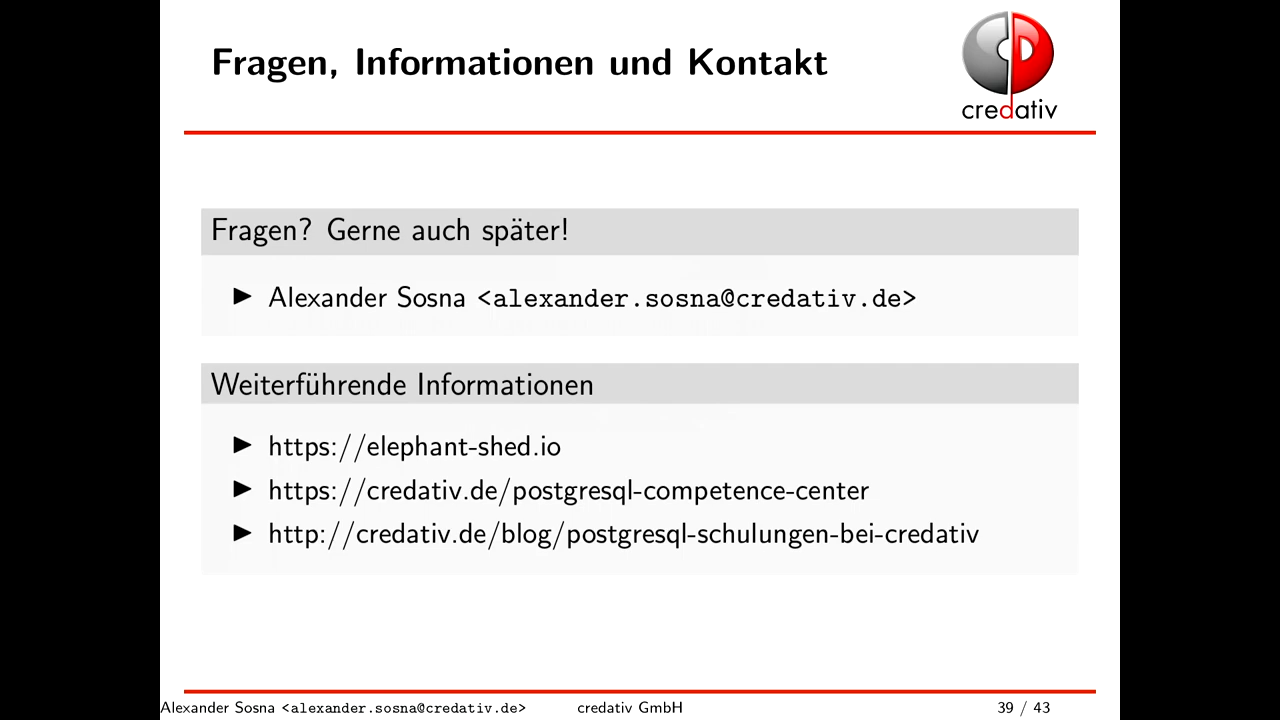 Fragen, Informationen und Kontakt
credativ
Fragen? Gerne auch später!
▶ Alexander Sosna <alexander.sosna@credativ.de>
Weiterführende Informationen
▶ https://elephant-shed.io
▶ https://credativ.de/postgresql-competence-center
▶ http://credativ.de/blog/postgresql-schulungen-bei-credativ
Alexander Sosna <alexander.sosna@credativ.de> credativ GmbH 39 / 43